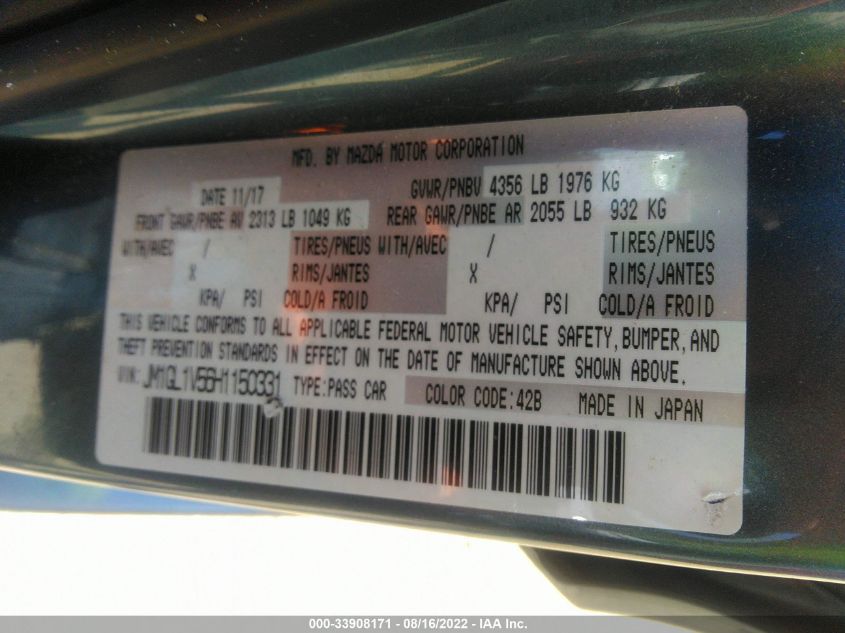 MFD. BY MAZDA MOTOR CORPORATION
DATE 11/17 GVWR/PNBV 4356 LB 1976 KG
FRONT GAWR/PNBE AV 2313 LB 1049 KG REAR GAWR/PNBE AR 2055 LB 932 KG
WITH/AVEC / TIRES/PNEUS WITH/AVEC / TIRES/PNEUS
X RIMS/JANTES X RIMS/JANTES
KPA/ PSI COLD/A FROID KPA/ PSI COLD/A FROID
THIS VEHICLE CONFORMS TO ALL APPLICABLE FEDERAL MOTOR VEHICLE SAFETY, BUMPER, AND
THEFT PREVENTION STANDARDS IN EFFECT ON THE DATE OF MANUFACTURE SHOWN ABOVE.
VIN: JM1GL1V56H1150331 TYPE:PASS CAR COLOR CODE:42B MADE IN JAPAN
000-33908171 - 08/16/2022 - IAA Inc.